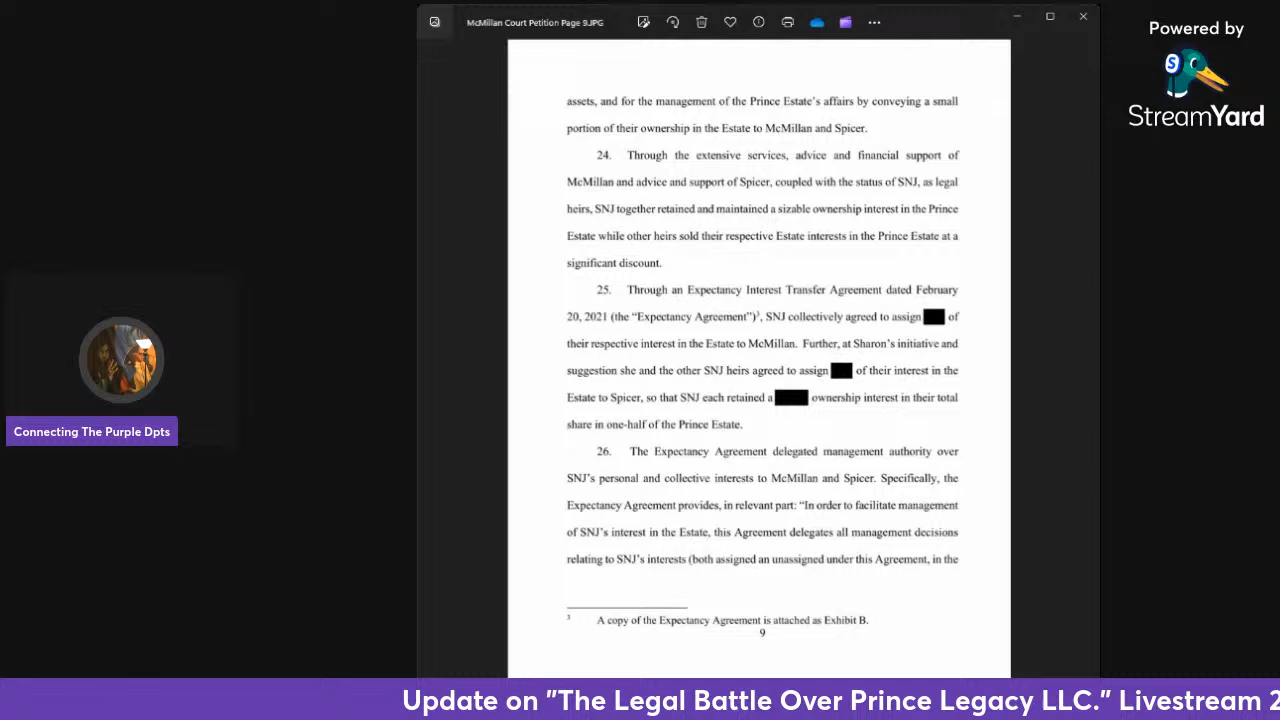 McMillan Court Petition Page 9.JPG
Powered by
S
StreamYard
assets, and for the management of the Prince Estate's affairs by conveying a small
portion of their ownership in the Estate to McMillan and Spicer.
24. Through the extensive services, advice and financial support of
McMillan and advice and support of Spicer, coupled with the status of SNJ, as legal
heirs, SNJ together retained and maintained a sizable ownership interest in the Prince
Estate while other heirs sold their respective Estate interests in the Prince Estate at a
significant discount.
25. Through an Expectancy Interest Transfer Agreement dated February
20, 2021 (the “Expectancy Agreement”)³, SNJ collectively agreed to assign of
their respective interest in the Estate to McMillan. Further, at Sharon's initiative and
suggestion she and the other SNJ heirs agreed to assign of their interest in the
Estate to Spicer, so that SNJ each retained a ownership interest in their total
share in one-half of the Prince Estate.
26. The Expectancy Agreement delegated management authority over
SNJ's personal and collective interests to McMillan and Spicer. Specifically, the
Expectancy Agreement provides, in relevant part: “In order to facilitate management
of SNJ's interest in the Estate, this Agreement delegates all management decisions
relating to SNJ's interests (both assigned an unassigned under this Agreement, in the
3 A copy of the Expectancy Agreement is attached as Exhibit B.
9
Connecting The Purple Dpts
Update on "The Legal Battle Over Prince Legacy LLC." Livestream 2